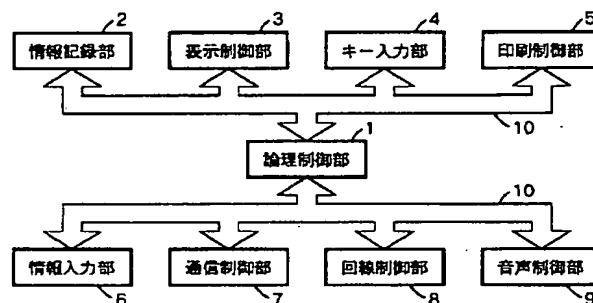 2 3 4 5
情報記録部 表示制御部 キー入力部 印刷制御部
10
1
論理制御部
10
情報入力部 通信制御部 回線制御部 音声制御部
6 7 8 9